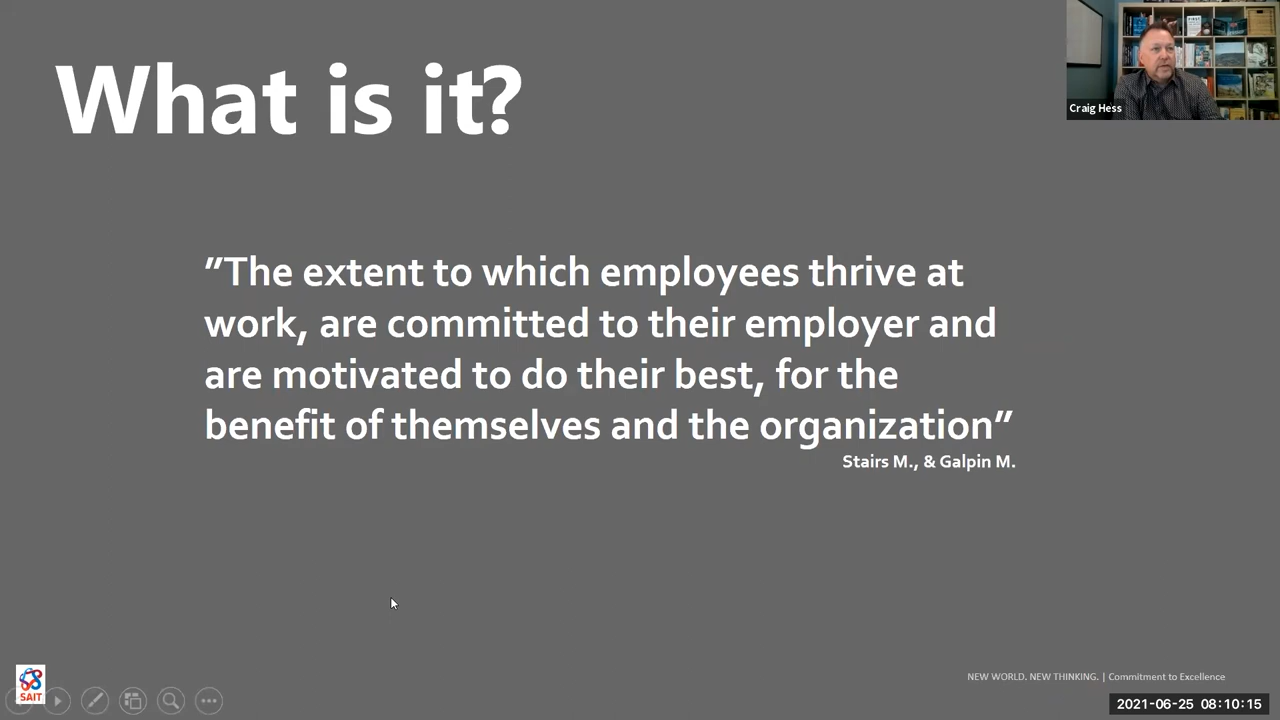 What is it?
Craig Hess
"The extent to which employees thrive at
work, are committed to their employer and
are motivated to do their best, for the
benefit of themselves and the organization"
Stairs M., & Galpin M.
SAIT
NEW WORLD. NEW THINKING. | Commitment to Excellence
2021-06-25 08:10:15